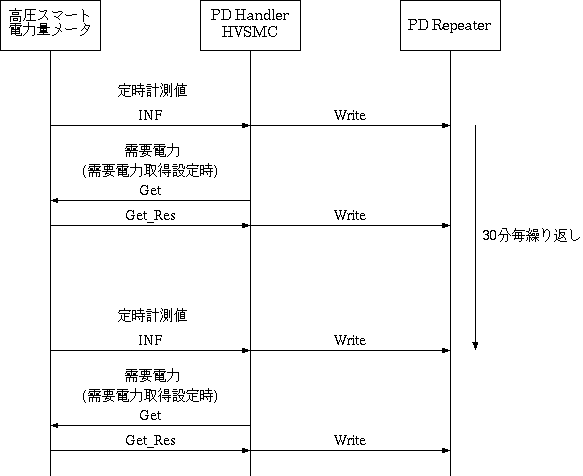 高圧スマート
電力量メータ
PD Handler
HVSMC
PD Repeater
定時計測値
INF
Write
需要電力
(需要電力取得設定時)
Get
Get_Res
Write
30分毎繰り返し
定時計測値
INF
Write
需要電力
(需要電力取得設定時)
Get
Get_Res
Write